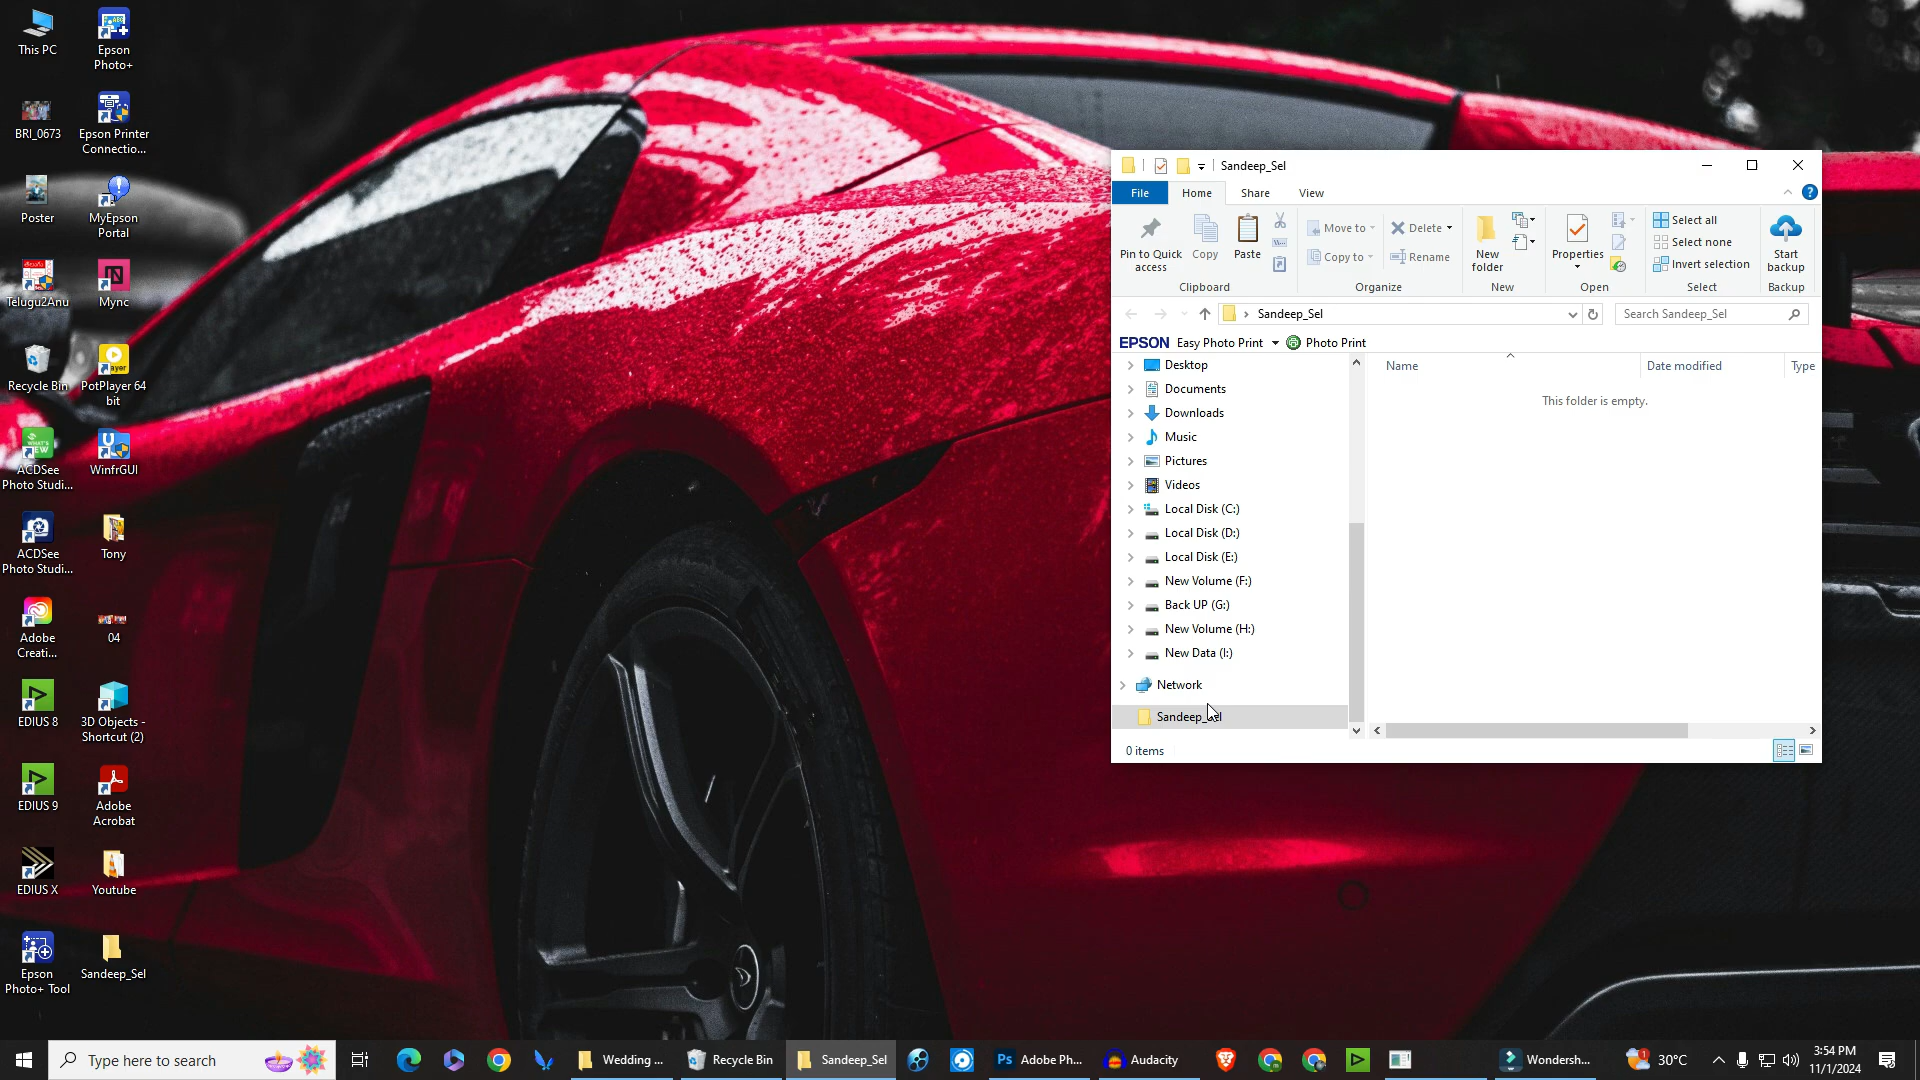 This PC
Epson
Photo+
BRI_0673
Epson Printer
Connectio...
Poster
MyEpson
Portal
Telugu2Anu
Mync
Recycle Bin
PotPlayer 64
bit
ACDSee
Photo Studi...
WinfrGUI
ACDSee
Photo Studi...
Tony
Adobe
Creati...
04
EDIUS 8
3D Objects -
Shortcut (2)
EDIUS 9
Adobe
Acrobat
EDIUS X
Youtube
Epson
Photo+ Tool
Sandeep_Sel
Sandeep_Sel
File Home Share View
Pin to Quick
access
Copy
Paste
Move to
Copy to
Delete
Rename
New
folder
Properties
Select all
Select none
Invert selection
Start
backup
Clipboard Organize New Open Select Backup
Sandeep_Sel
Search Sandeep_Sel
EPSON Easy Photo Print Photo Print
Desktop
Documents
Downloads
Music
Pictures
Videos
Local Disk (C:)
Local Disk (D:)
Local Disk (E:)
New Volume (F:)
Back UP (G:)
New Volume (H:)
New Data (I:)
Network
Sandeep_Sel
Name Date modified Type
This folder is empty.
0 items
Type here to search
Wedding ...
Recycle Bin
Sandeep_Sel
Adobe Ph...
Audacity
Wondersh...
30°C
3:54 PM
11/1/2024